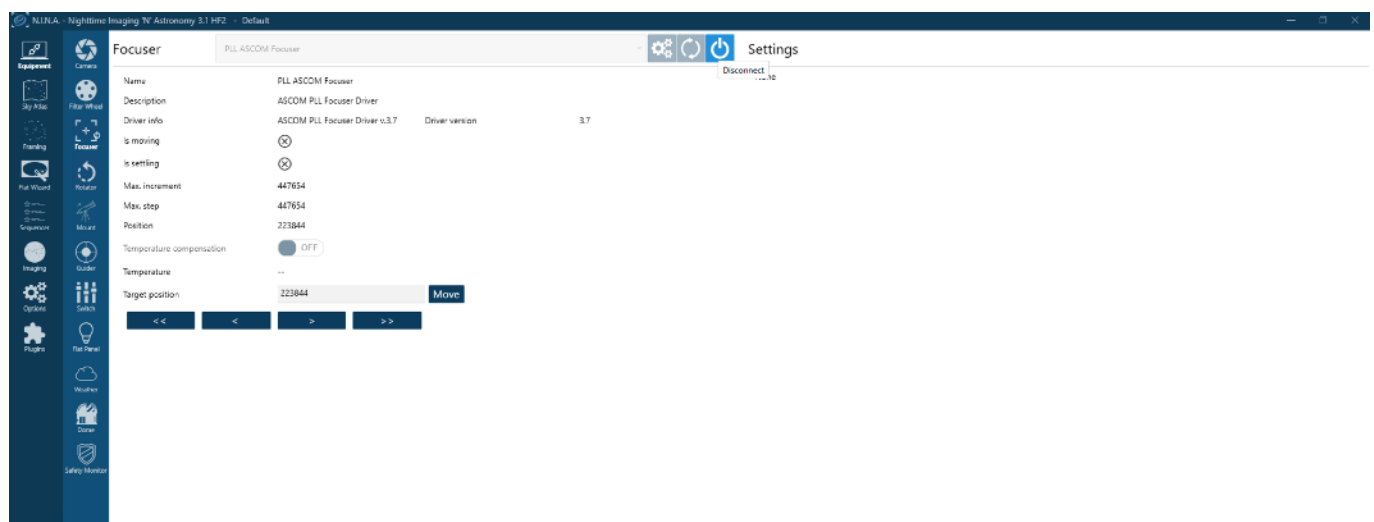 N.I.N.A. - Nighttime Imaging 'N' Astronomy 3.1 HF2 - Default
Equipment
Camera
Focuser
PLL ASCOM Focuser
Settings
Disconnect
Sky Atlas
Filter Wheel
Name
PLL ASCOM Focuser
Description
ASCOM PLL Focuser Driver
Framing
Focuser
Driver info
ASCOM PLL Focuser Driver v.3.7
Driver version
3.7
Is moving
Is settling
Flat Wizard
Rotator
Max. increment
447654
Max. step
447654
Sequencer
Mount
Position
223844
Temperature compensation
OFF
Imaging
Guider
Temperature
--
Target position
223844
Move
Options
Switch
<<
<
>
>>
Plugins
Flat Panel
Weather
Dome
Safety Monitor